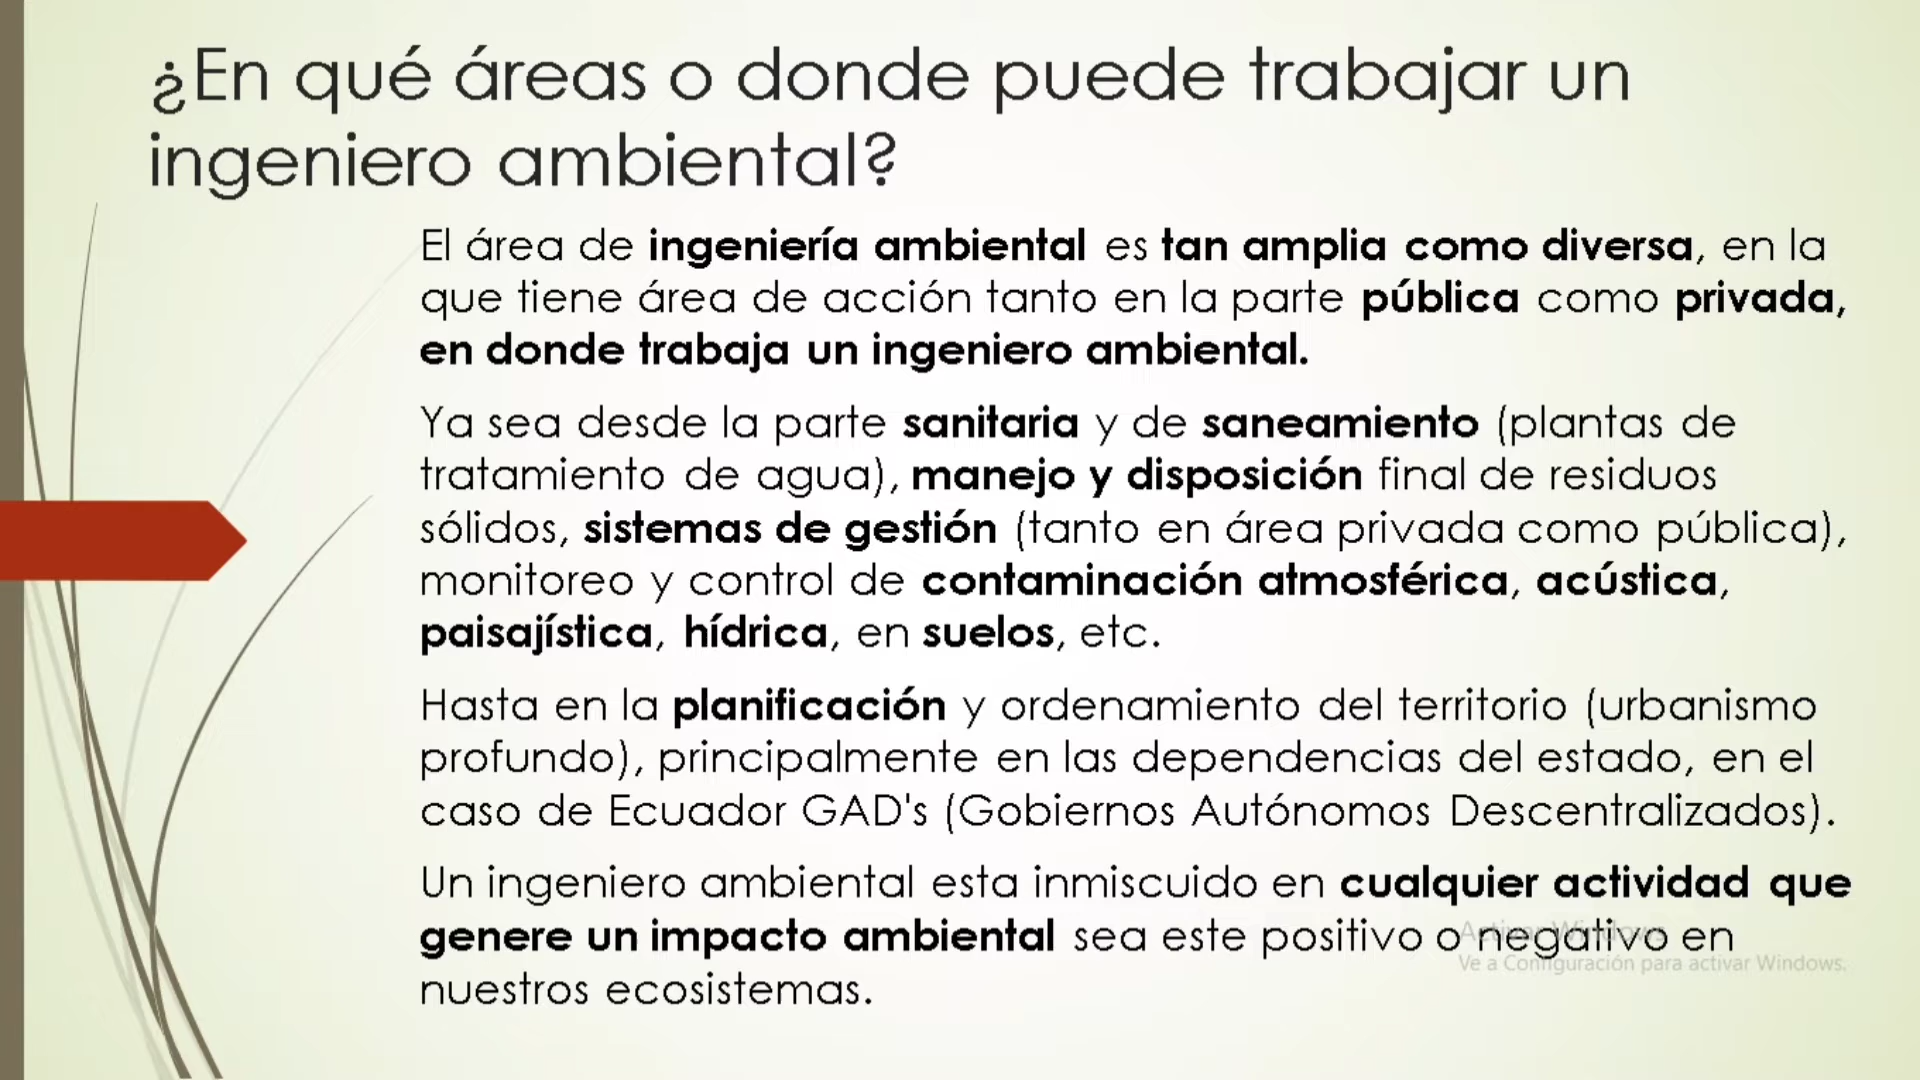 ¿En qué áreas o donde puede trabajar un
ingeniero ambiental?
El área de ingeniería ambiental es tan amplia como diversa, en la
que tiene área de acción tanto en la parte pública como privada,
en donde trabaja un ingeniero ambiental.
Ya sea desde la parte sanitaria y de saneamiento (plantas de
tratamiento de agua), manejo y disposición final de residuos
sólidos, sistemas de gestión (tanto en área privada como pública),
monitoreo y control de contaminación atmosférica, acústica,
paisajística, hídrica, en suelos, etc.
Hasta en la planificación y ordenamiento del territorio (urbanismo
profundo), principalmente en las dependencias del estado, en el
caso de Ecuador GAD's (Gobiernos Autónomos Descentralizados).
Un ingeniero ambiental esta inmiscuido en cualquier actividad que
genere un impacto ambiental sea este positivo o negativo en
nuestros ecosistemas.
Activar Windows
Ve a Configuración para activar Windows.